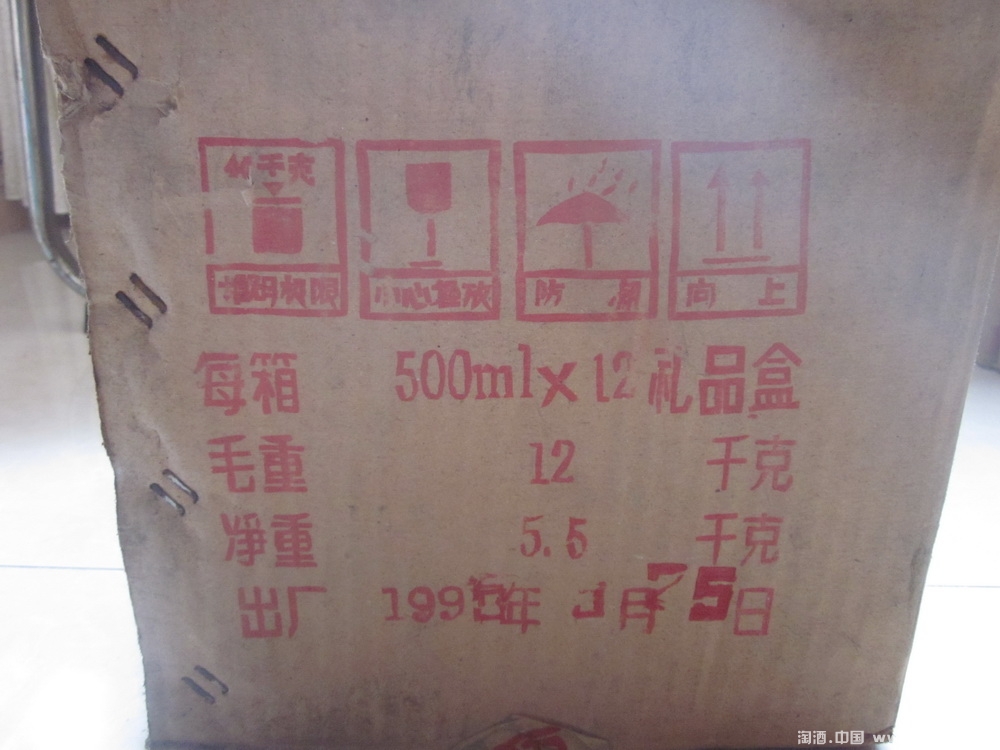 千克
堆码极限 小心轻放 防 潮 向 上
每箱 500ml×12 礼品盒
毛重 12 千克
净重 5.5 千克
出厂 199 年 月 日
淘酒.中国